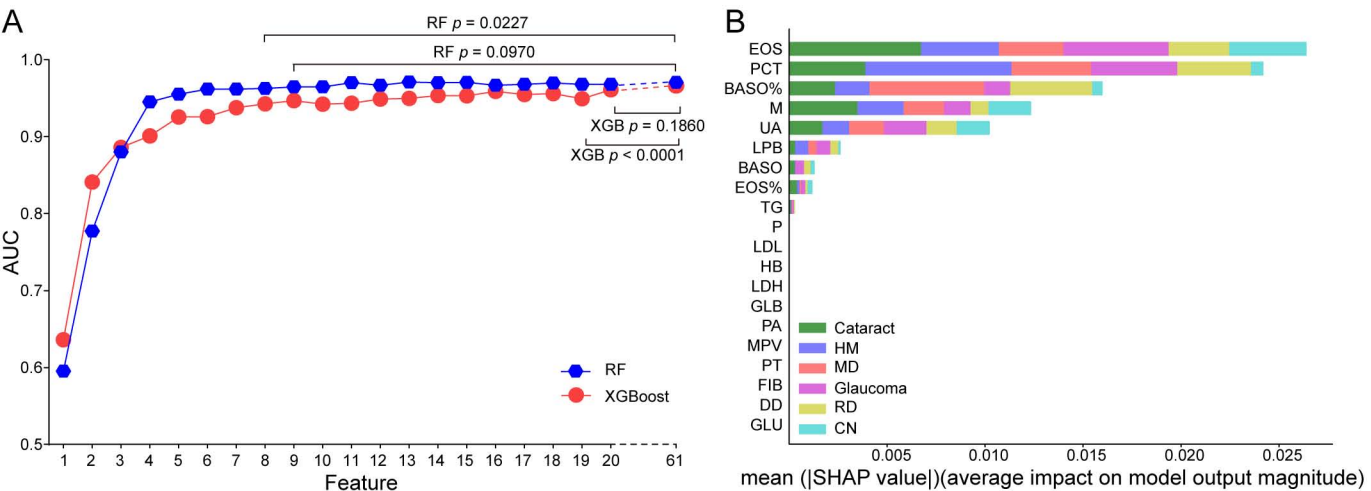 A
RF p = 0.0227
RF p = 0.0970
XGB p = 0.1860
XGB p < 0.0001
AUC
1.0
0.9
0.8
0.7
0.6
0.5
RF
XGBoost
1 2 3 4 5 6 7 8 9 10 11 12 13 14 15 16 17 18 19 20 61
Feature
B
EOS
PCT
BASO%
M
UA
LPB
BASO
EOS%
TG
P
LDL
HB
LDH
GLB
PA
MPV
PT
FIB
DD
GLU
Cataract
HM
MD
Glaucoma
RD
CN
0.005 0.010 0.015 0.020 0.025
mean (|SHAP value|)(average impact on model output magnitude)